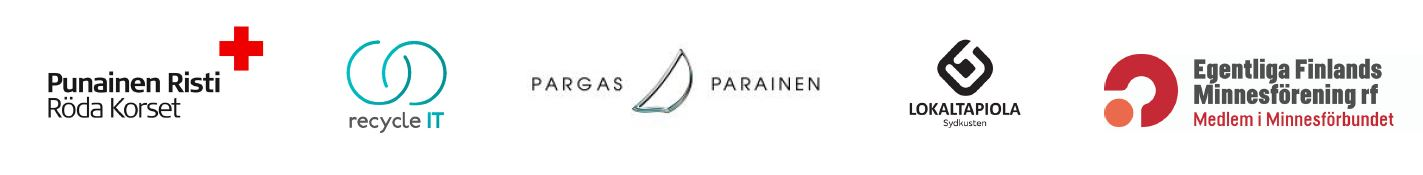 Punainen Risti
Röda Korset
recycle IT
PARGAS PARAINEN
LOKALTAPIOLA
Sydkusten
Egentliga Finlands
Minnesförening rf
Medlem i Minnesförbundet